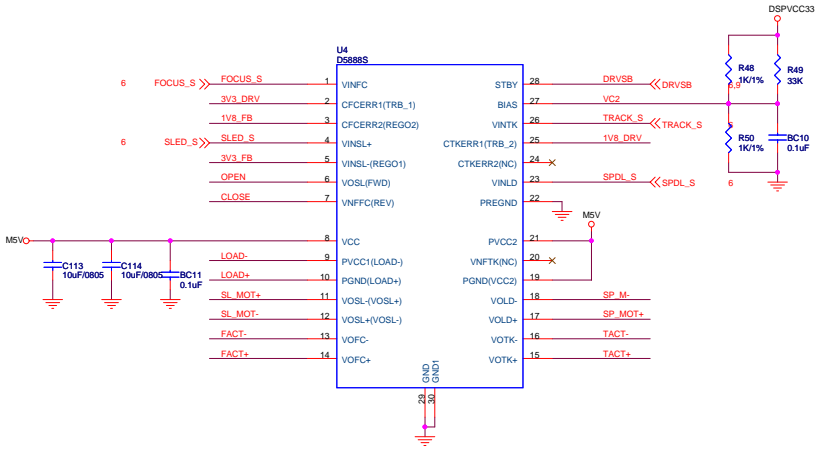 DSPVCC33
U4
D5888S
R48
1K/1%
R49
33K
6 FOCUS_S FOCUS_S 1 VINFC STBY 28 DRVSB DRVSB 5,9
3V3_DRV 2 CFCERR1(TRB_1) BIAS 27 VC2
1V8_FB 3 CFCERR2(REGO2) VINTK 26 TRACK_S TRACK_S
6 SLED_S SLED_S 4 VINSL+ CTKERR1(TRB_2) 25 1V8_DRV
R50
1K/1%
BC10
0.1uF
3V3_FB 5 VINSL-(REGO1) CTKERR2(NC) 24
OPEN 6 VOSL(FWD) VINLD 23 SPDL_S SPDL_S 6
CLOSE 7 VNFFC(REV) PREGND 22
M5V
M5V 8 VCC PVCC2 21
LOAD- 9 PVCC1(LOAD-) VNFTK(NC) 20
C113
10uF/0805
C114
10uF/0805
BC11
0.1uF
LOAD+ 10 PGND(LOAD+) PGND(VCC2) 19
SL_MOT+ 11 VOSL-(VOSL+) VOLD- 18 SP_M-
SL_MOT- 12 VOSL+(VOSL-) VOLD+ 17 SP_MOT+
FACT- 13 VOFC- VOTK- 16 TACT-
FACT+ 14 VOFC+ VOTK+ 15 TACT+
GND
GND1
29
30